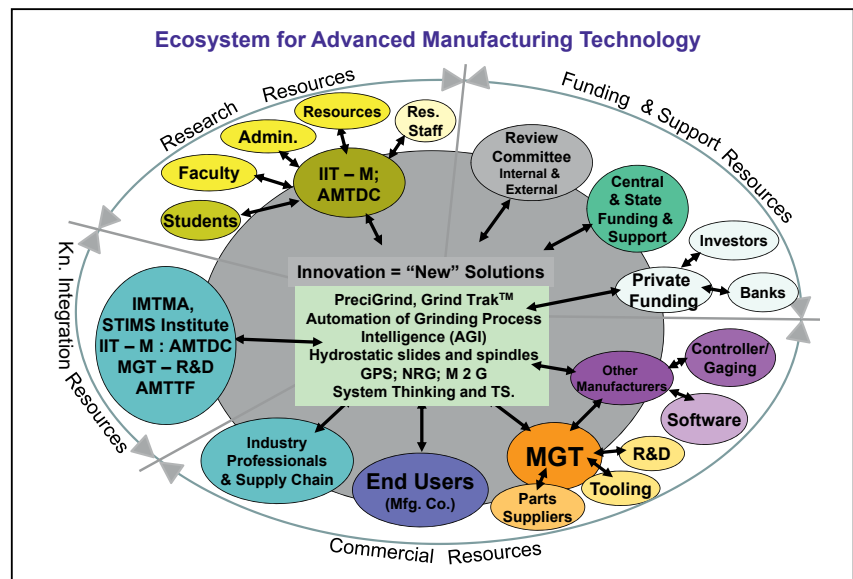 Ecosystem for Advanced Manufacturing Technology
Research Resources
Funding & Support Resources
Kn. Integration Resources
Commercial Resources
Resources
Res.
Staff
Admin.
Faculty
Students
IIT – M;
AMTDC
Review
Committee
Internal &
External
Central
& State
Funding &
Support
Investors
Private
Funding
Banks
Innovation = “New” Solutions
PreciGrind, Grind Trak™
Automation of Grinding Process
Intelligence (AGI)
Hydrostatic slides and spindles
GPS; NRG; M 2 G
System Thinking and TS.
IMTMA,
STIMS Institute
IIT – M : AMTDC
MGT – R&D
AMTTF
Other
Manufacturers
Controller/
Gaging
Software
MGT
R&D
Tooling
Parts
Suppliers
End Users
(Mfg. Co.)
Industry
Professionals
& Supply Chain